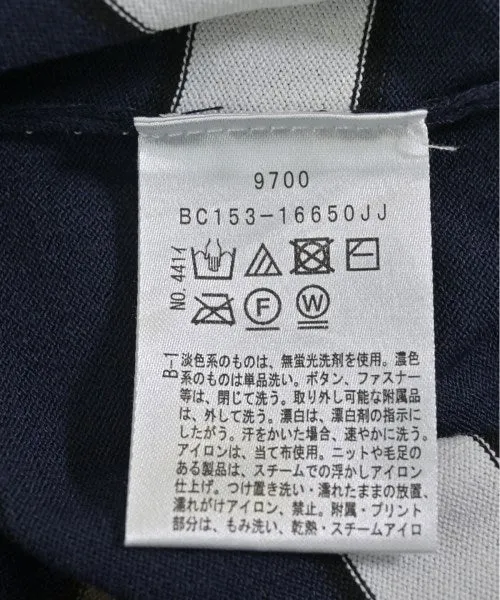 9700
BC153-16650JJ
NO.441イ
F
W
B-1
淡色系のものは、無蛍光洗剤を使用。濃色
系のものは単品洗い。ボタン、ファスナー
等は、閉じて洗う。取り外し可能な附属品
は、外して洗う。漂白は、漂白剤の指示に
したがう。汗をかいた場合、速やかに洗う。
アイロンは、当て布使用。ニットや毛足の
ある製品は、スチームでの浮かしアイロン
仕上げ。つけ置き洗い・濡れたままの放置、
濡れがけアイロン、禁止。附属・プリント
部分は、もみ洗い、乾熱・スチームアイロ